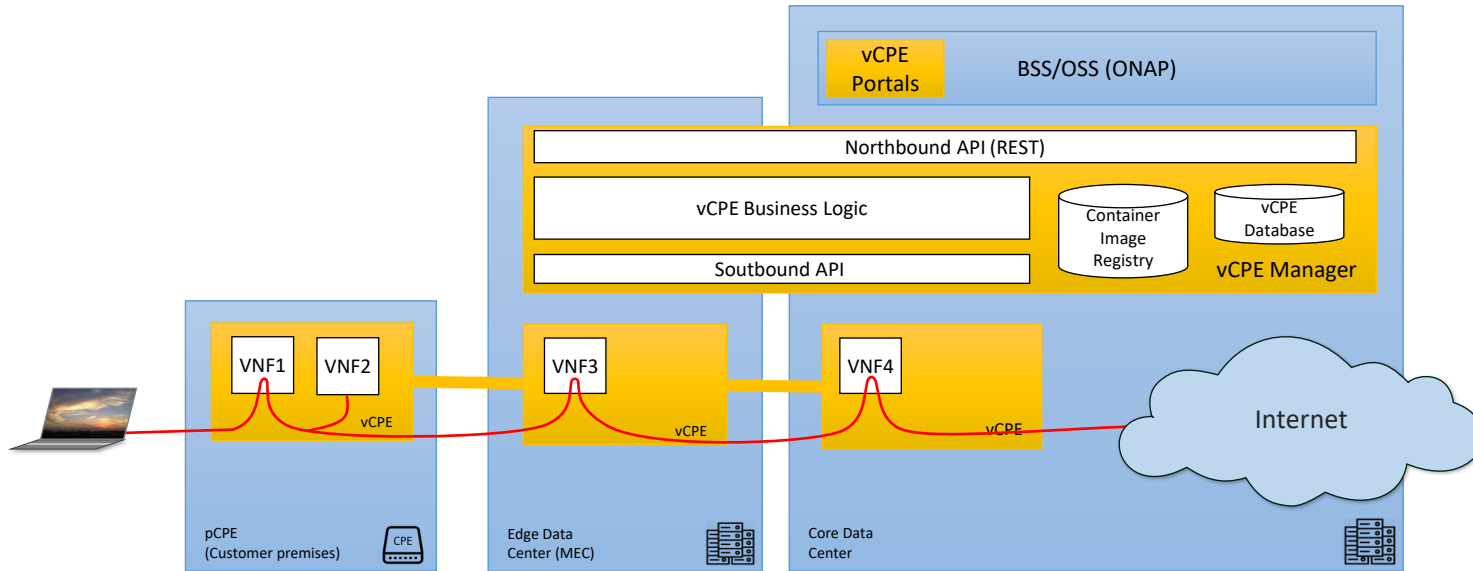 vCPE
Portals
BSS/OSS (ONAP)
Northbound API (REST)
vCPE Business Logic
Container
Image
Registry
vCPE
Database
Soutbound API
vCPE Manager
VNF1
VNF2
vCPE
VNF3
vCPE
VNF4
vCPE
Internet
pCPE
(Customer premises)
CPE
Edge Data
Center (MEC)
Core Data
Center